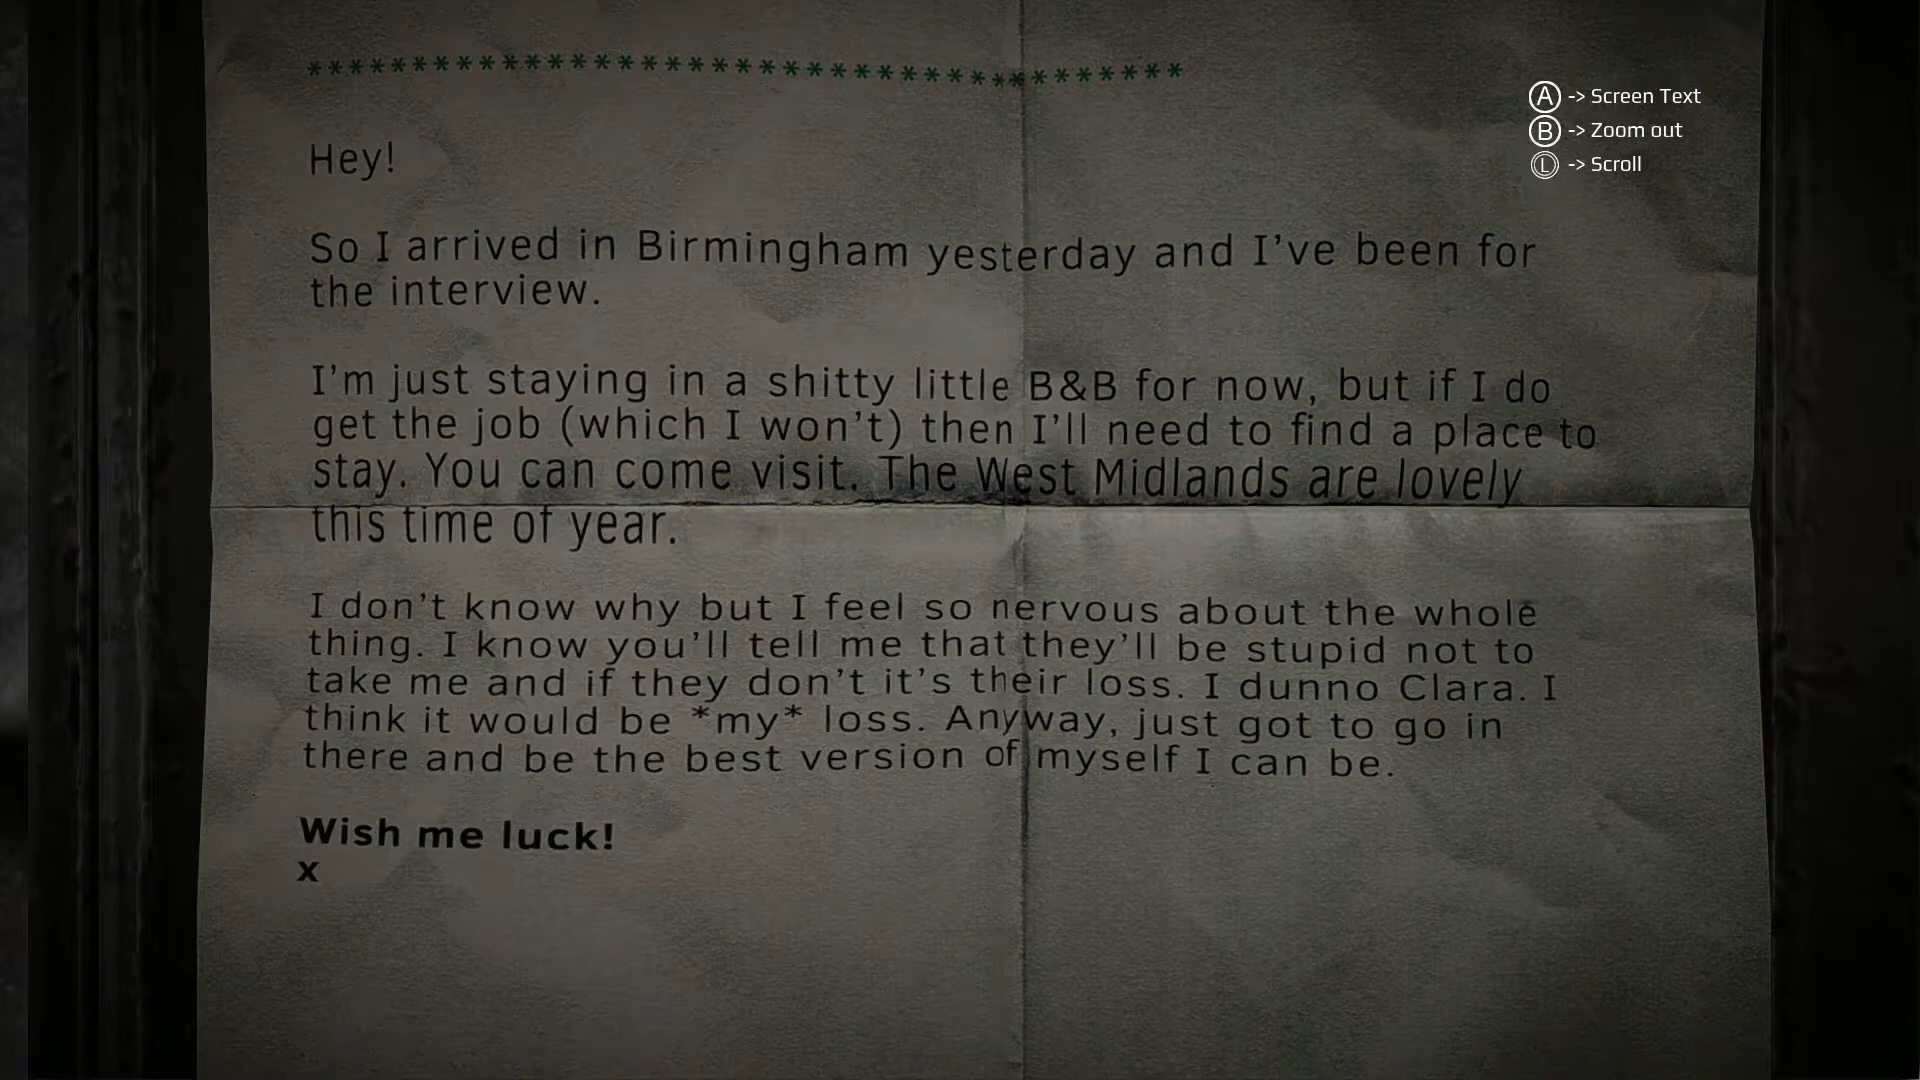 ****************************************
Hey!
So I arrived in Birmingham yesterday and I've been for
the interview.
I'm just staying in a shitty little B&B for now, but if I do
get the job (which I won't) then I'll need to find a place to
stay. You can come visit. The West Midlands are lovely
this time of year.
I don't know why but I feel so nervous about the whole
thing. I know you'll tell me that they'll be stupid not to
take me and if they don't it's their loss. I dunno Clara. I
think it would be *my* loss. Anyway, just got to go in
there and be the best version of myself I can be.
Wish me luck!
x
A -> Screen Text
B -> Zoom out
L -> Scroll